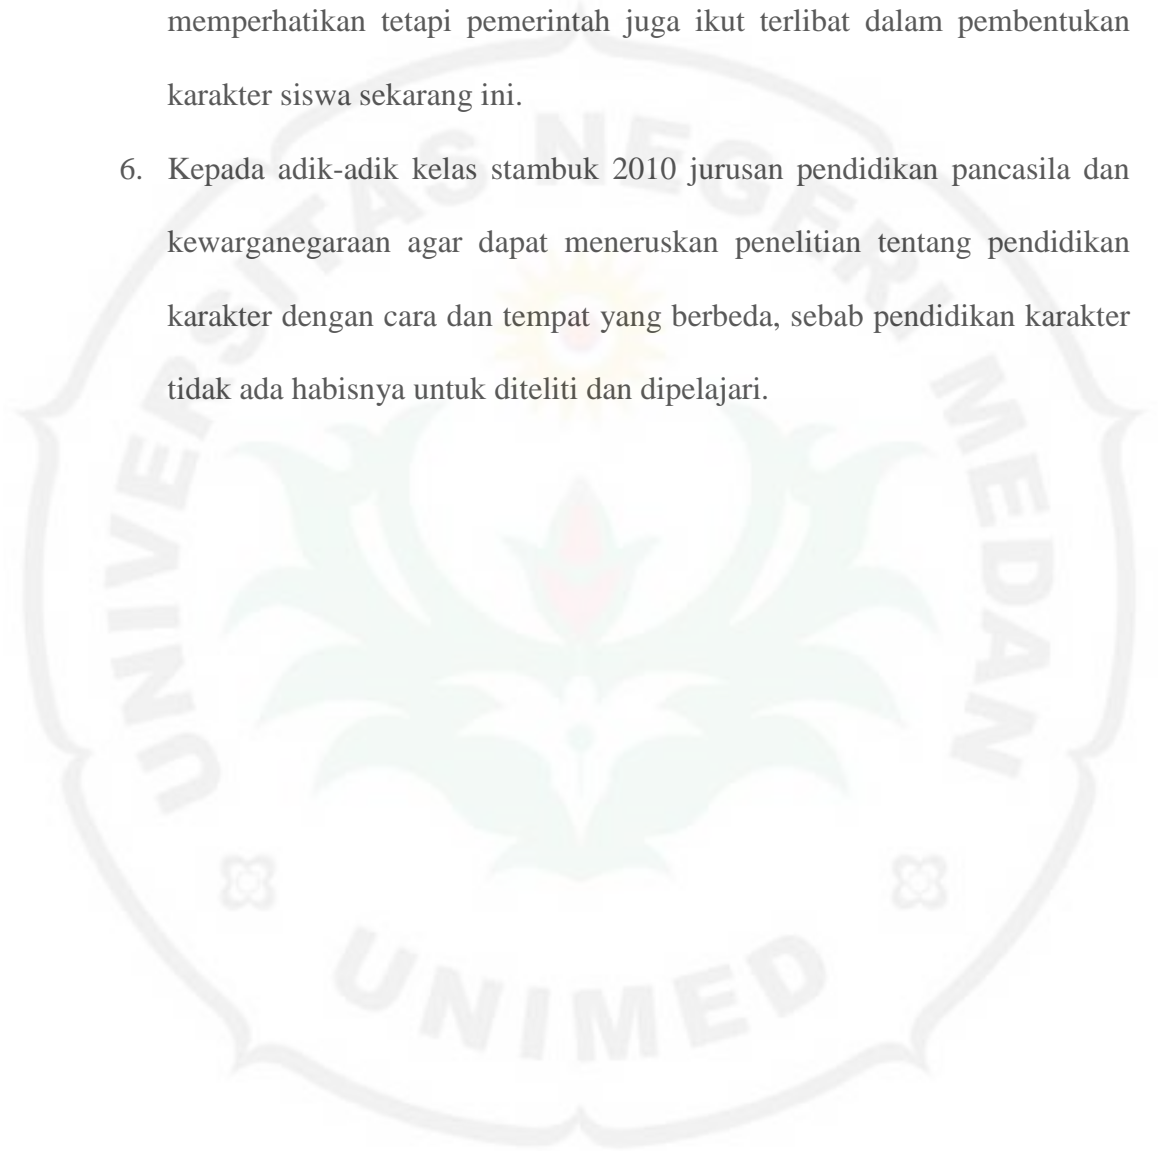 memperhatikan tetapi pemerintah juga ikut terlibat dalam pembentukan
karakter siswa sekarang ini.
6. Kepada adik-adik kelas stambuk 2010 jurusan pendidikan pancasila dan
kewarganegaraan agar dapat meneruskan penelitian tentang pendidikan
karakter dengan cara dan tempat yang berbeda, sebab pendidikan karakter
tidak ada habisnya untuk diteliti dan dipelajari.
UNIVERSITAS NEGERI MEDAN
UNIMED